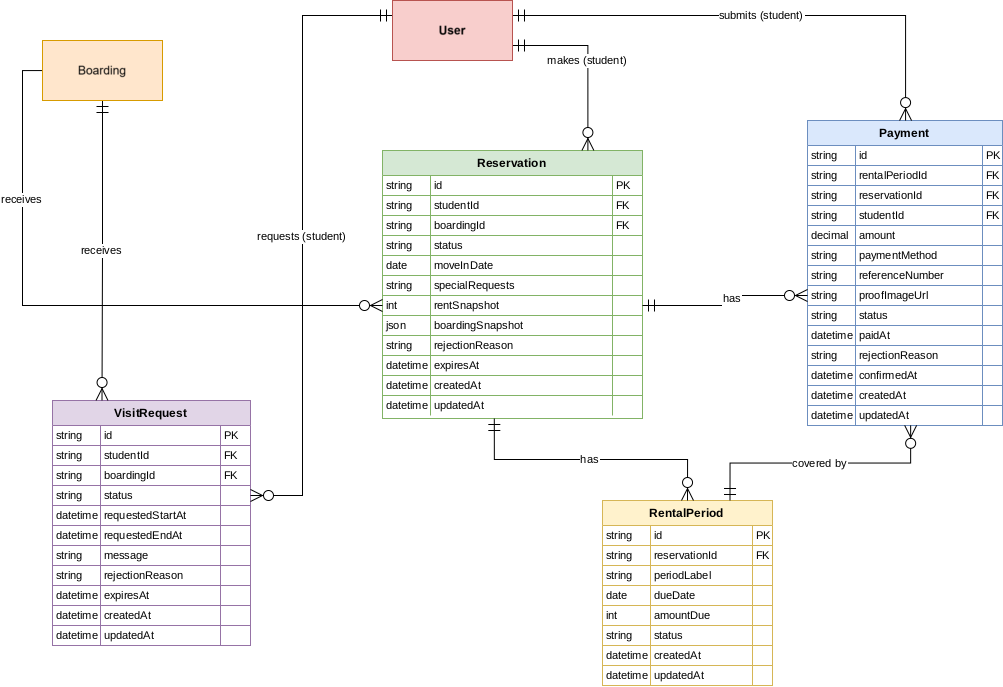 User
submits (student)
makes (student)
Boarding
receives
receives
requests (student)
Reservation
string id PK
string studentId FK
string boardingId FK
string status
date moveInDate
string specialRequests
int rentSnapshot
json boardingSnapshot
string rejectionReason
datetime expiresAt
datetime createdAt
datetime updatedAt
has
Payment
string id PK
string rentalPeriodId FK
string reservationId FK
string studentId FK
decimal amount
string paymentMethod
string referenceNumber
string proofImageUrl
string status
datetime paidAt
string rejectionReason
datetime confirmedAt
datetime createdAt
datetime updatedAt
VisitRequest
string id PK
string studentId FK
string boardingId FK
string status
datetime requestedStartAt
datetime requestedEndAt
string message
string rejectionReason
datetime expiresAt
datetime createdAt
datetime updatedAt
has
covered by
RentalPeriod
string id PK
string reservationId FK
string periodLabel
date dueDate
int amountDue
string status
datetime createdAt
datetime updatedAt